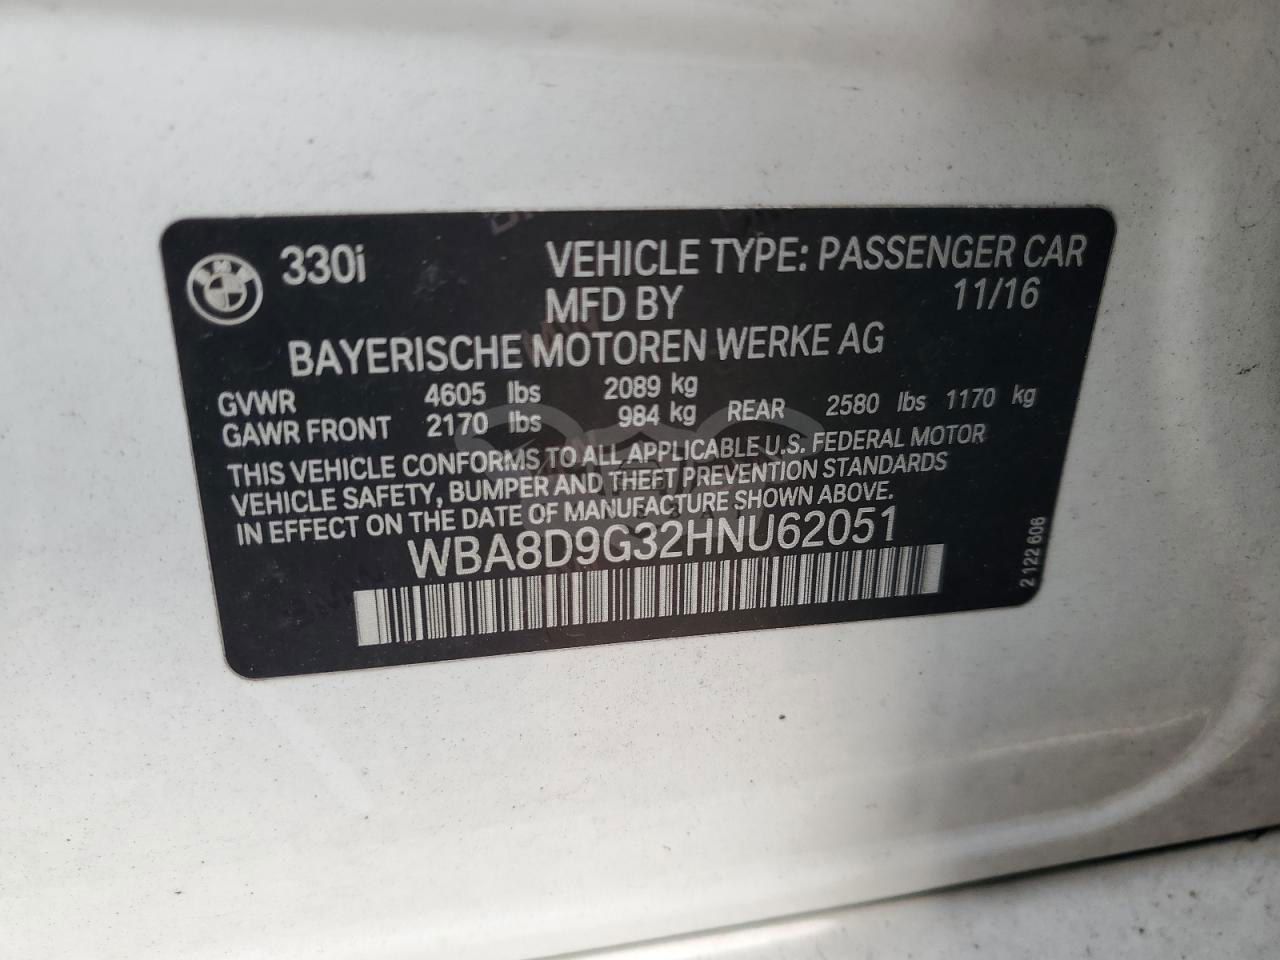 330i VEHICLE TYPE: PASSENGER CAR
MFD BY 11/16
BAYERISCHE MOTOREN WERKE AG
GVWR 4605 lbs 2089 kg
GAWR FRONT 2170 lbs 984 kg REAR 2580 lbs 1170 kg
THIS VEHICLE CONFORMS TO ALL APPLICABLE U.S. FEDERAL MOTOR
VEHICLE SAFETY, BUMPER AND THEFT PREVENTION STANDARDS
IN EFFECT ON THE DATE OF MANUFACTURE SHOWN ABOVE.
WBA8D9G32HNU62051
2 122 606